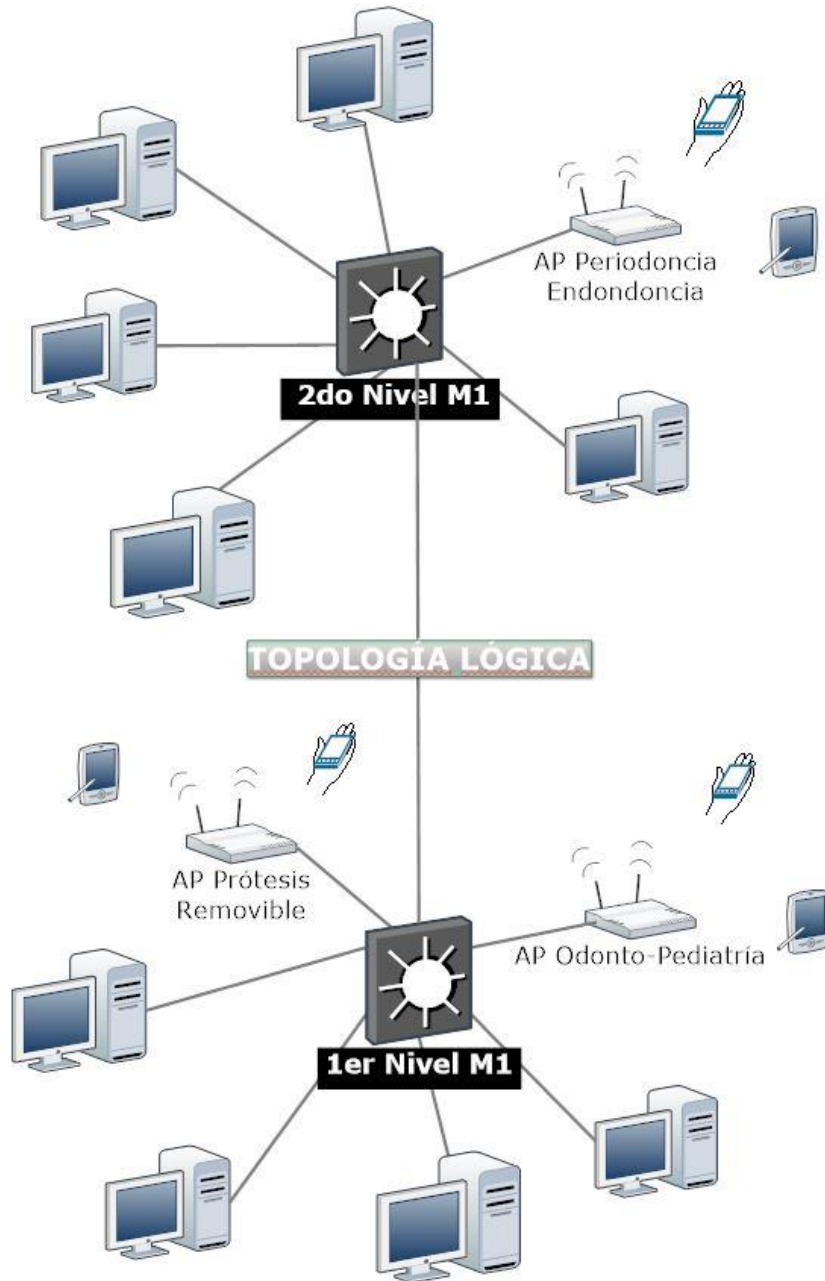 AP Periodoncia
Endondoncia
2do Nivel M1
TOPOLOGÍA LÓGICA
AP Prótesis
Removible
AP Odonto-Pediatría
1er Nivel M1